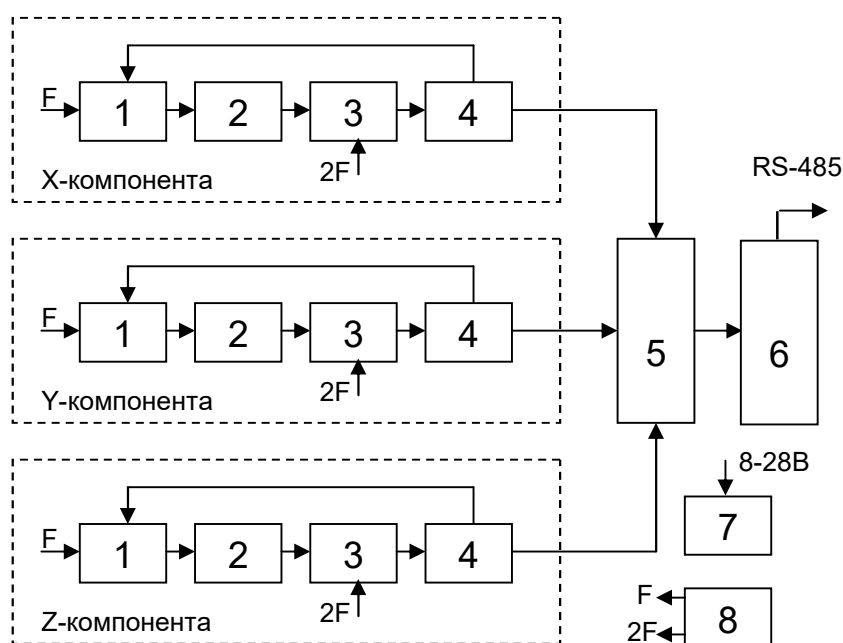 F
1
2
3
4
2F
X-компонента
RS-485
F
1
2
3
4
2F
Y-компонента
5
6
8-28В
7
F
1
2
3
4
2F
Z-компонента
F
2F
8